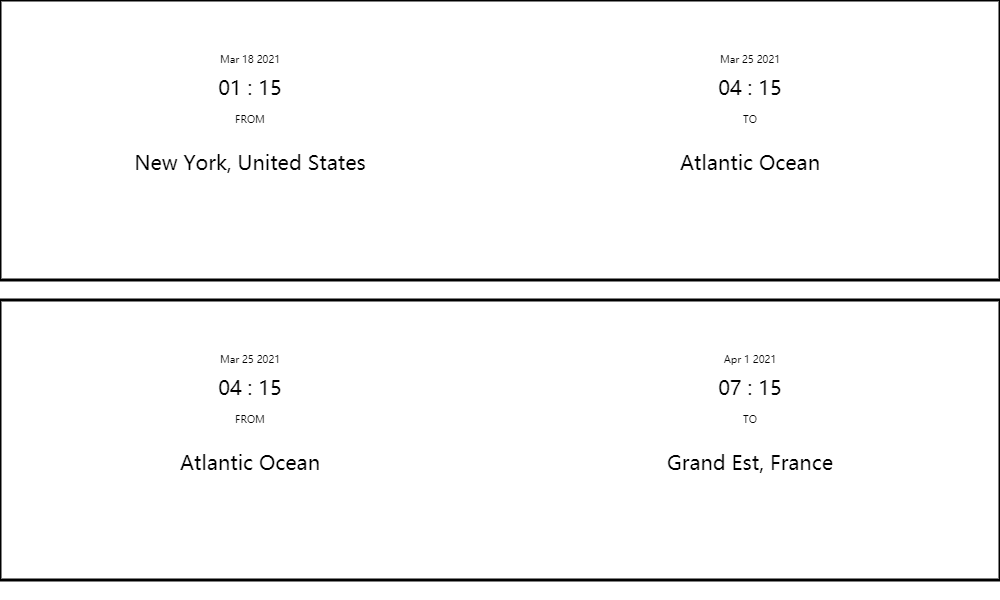 Mar 18 2021
01 : 15
FROM
New York, United States
Mar 25 2021
04 : 15
TO
Atlantic Ocean
Mar 25 2021
04 : 15
FROM
Atlantic Ocean
Apr 1 2021
07 : 15
TO
Grand Est, France